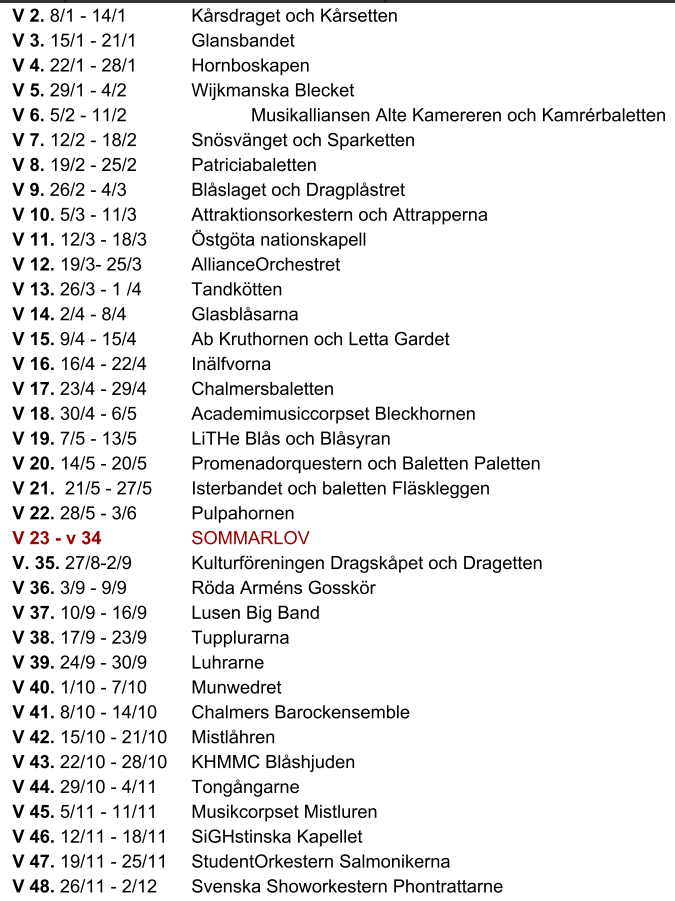 V 2. 8/1 - 14/1 Kårsdraget och Kårsetten
V 3. 15/1 - 21/1 Glansbandet
V 4. 22/1 - 28/1 Hornboskapen
V 5. 29/1 - 4/2 Wijkmanska Blecket
V 6. 5/2 - 11/2 Musikalliansen Alte Kamereren och Kamrérbaletten
V 7. 12/2 - 18/2 Snösvänget och Sparketten
V 8. 19/2 - 25/2 Patriciabaletten
V 9. 26/2 - 4/3 Blåslaget och Dragplåstret
V 10. 5/3 - 11/3 Attraktionsorkestern och Attrapperna
V 11. 12/3 - 18/3 Östgöta nationskapell
V 12. 19/3- 25/3 AllianceOrchestret
V 13. 26/3 - 1 /4 Tandkötten
V 14. 2/4 - 8/4 Glasblåsarna
V 15. 9/4 - 15/4 Ab Kruthornen och Letta Gardet
V 16. 16/4 - 22/4 Inälfvorna
V 17. 23/4 - 29/4 Chalmersbaletten
V 18. 30/4 - 6/5 Academimusiccorpset Bleckhornen
V 19. 7/5 - 13/5 LiTHe Blås och Blåsyran
V 20. 14/5 - 20/5 Promenadorquestern och Baletten Paletten
V 21. 21/5 - 27/5 Isterbandet och baletten Fläskleggen
V 22. 28/5 - 3/6 Pulpahornen
V 23 - v 34 SOMMARLOV
V. 35. 27/8-2/9 Kulturföreningen Dragskåpet och Dragetten
V 36. 3/9 - 9/9 Röda Arméns Gosskör
V 37. 10/9 - 16/9 Lusen Big Band
V 38. 17/9 - 23/9 Tupplurarna
V 39. 24/9 - 30/9 Luhrarne
V 40. 1/10 - 7/10 Munwedret
V 41. 8/10 - 14/10 Chalmers Barockensemble
V 42. 15/10 - 21/10 Mistlåhren
V 43. 22/10 - 28/10 KHMMC Blåshjuden
V 44. 29/10 - 4/11 Tongångarne
V 45. 5/11 - 11/11 Musikcorpset Mistluren
V 46. 12/11 - 18/11 SiGHstinska Kapellet
V 47. 19/11 - 25/11 StudentOrkestern Salmonikerna
V 48. 26/11 - 2/12 Svenska Showorkestern Phontrattarne